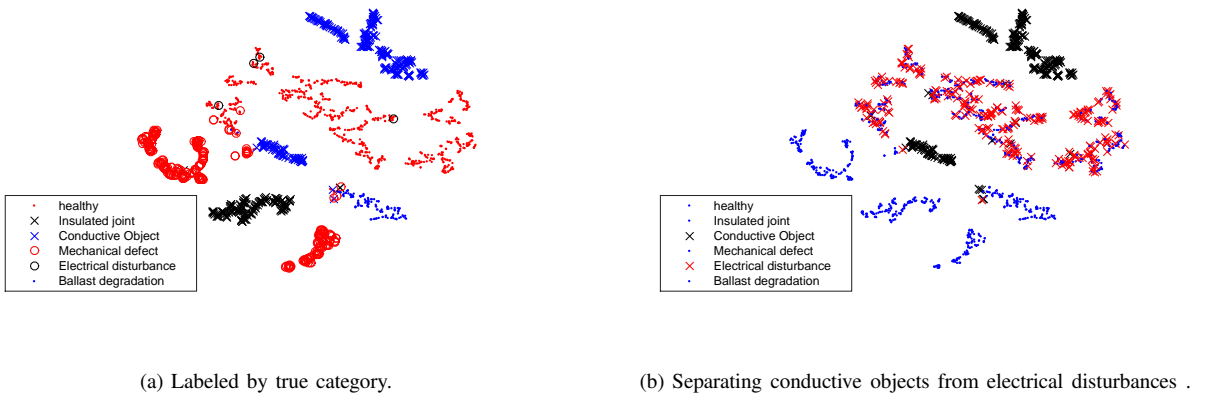 healthy
Insulated joint
Conductive Object
Mechanical defect
Electrical disturbance
Ballast degradation
(a) Labeled by true category.
healthy
Insulated joint
Conductive Object
Mechanical defect
Electrical disturbance
Ballast degradation
(b) Separating conductive objects from electrical disturbances .